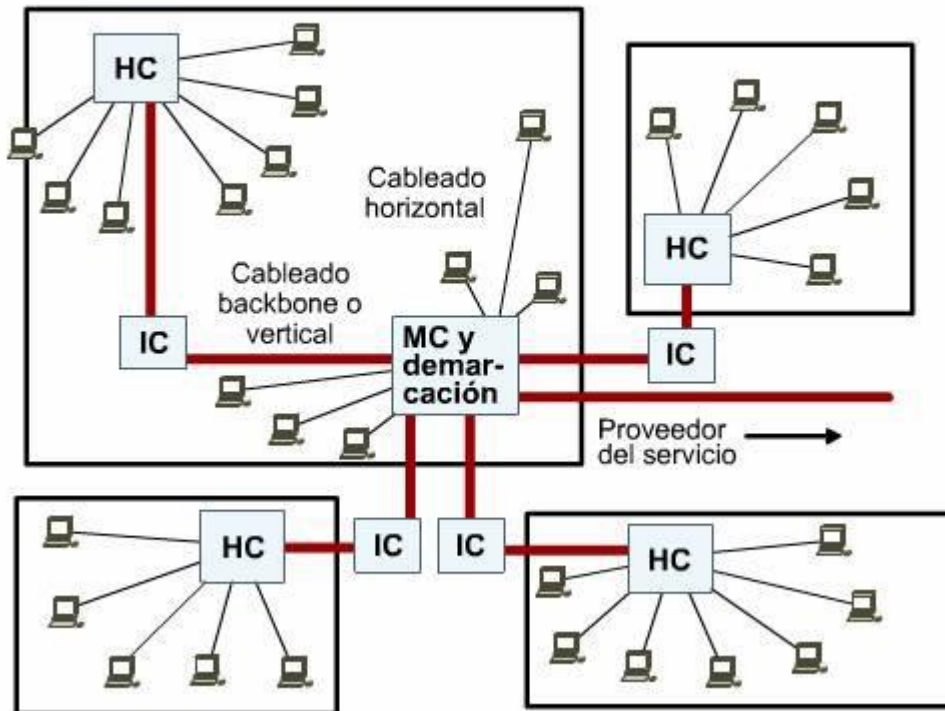 HC
Cableado
horizontal
HC
Cableado
backbone o
vertical
IC
MC y
demar-
cación
IC
Proveedor
del servicio
HC
IC
IC
HC